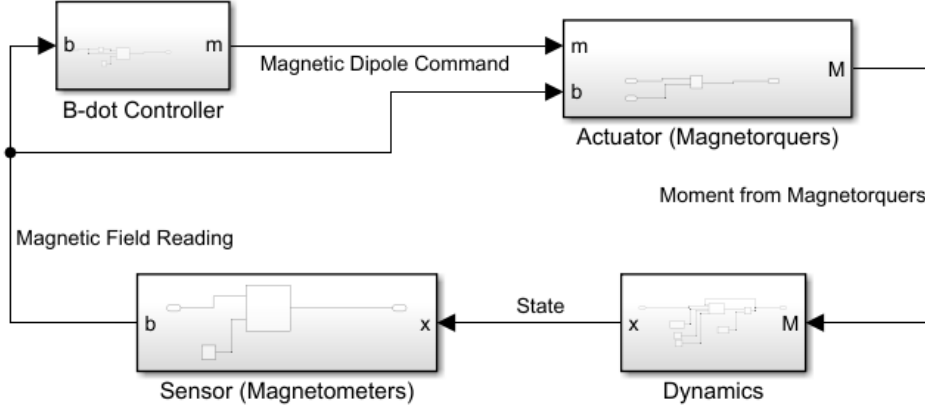 b
m
B-dot Controller
Magnetic Dipole Command
m
b
M
Actuator (Magnetorquers)
Moment from Magnetorquers
Magnetic Field Reading
b
x
Sensor (Magnetometers)
State
x
M
Dynamics